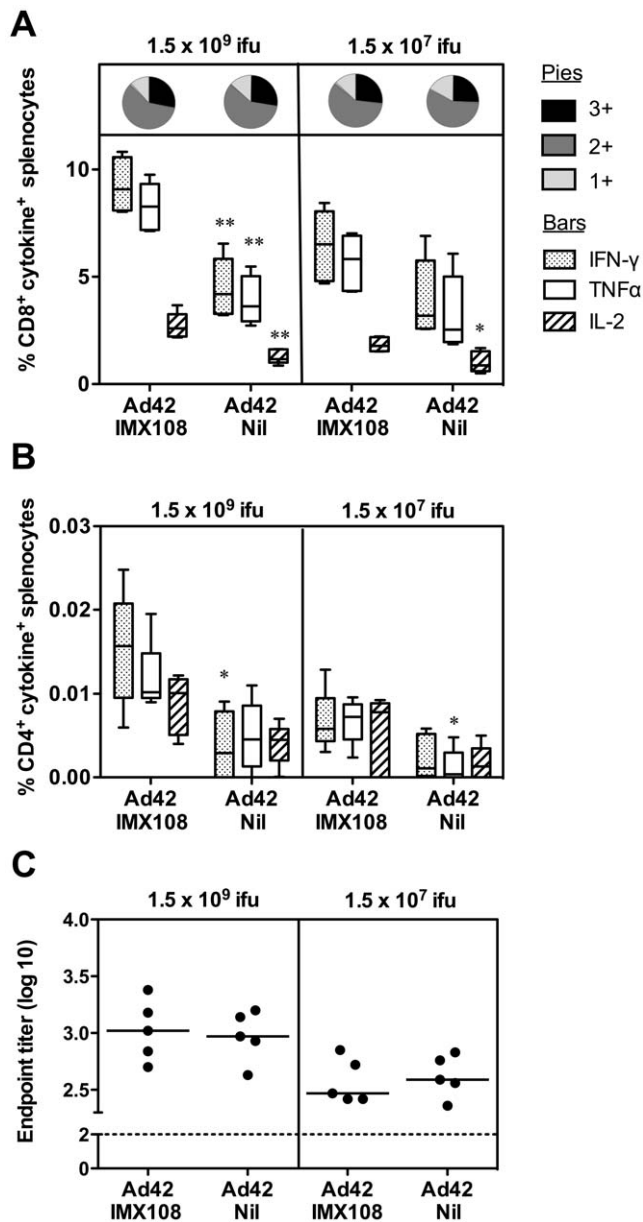 A
1.5 x 10⁹ ifu
1.5 x 10⁷ ifu
Pies
3+
2+
1+
Bars
IFN-γ
TNFα
IL-2
% CD8⁺ cytokine⁺ splenocytes
10
5
0
**
**
**
*
Ad42 IMX108
Ad42 Nil
Ad42 IMX108
Ad42 Nil
B
1.5 x 10⁹ ifu
1.5 x 10⁷ ifu
% CD4⁺ cytokine⁺ splenocytes
0.03
0.02
0.01
0.00
*
*
Ad42 IMX108
Ad42 Nil
Ad42 IMX108
Ad42 Nil
C
1.5 x 10⁹ ifu
1.5 x 10⁷ ifu
Endpoint titer (log 10)
4.0
3.5
3.0
2.5
2
0
Ad42 IMX108
Ad42 Nil
Ad42 IMX108
Ad42 Nil